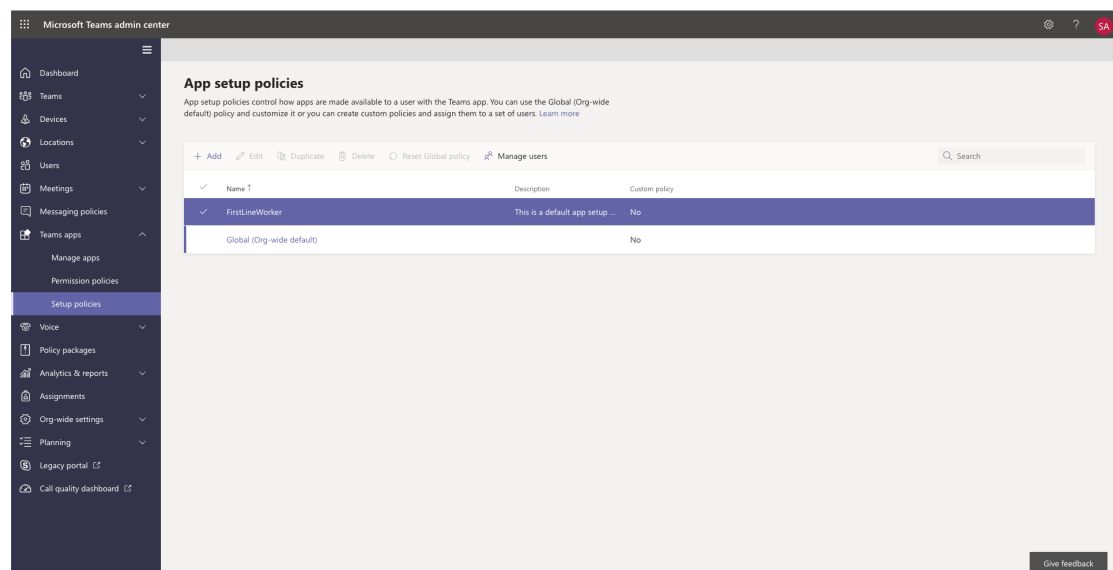 Microsoft Teams admin center
?
SA
Dashboard
Teams
Devices
Locations
Users
Meetings
Messaging policies
Teams apps
Manage apps
Permission policies
Setup policies
Voice
Policy packages
Analytics & reports
Assignments
Org-wide settings
Planning
Legacy portal
Call quality dashboard
App setup policies
App setup policies control how apps are made available to a user with the Teams app. You can use the Global (Org-wide
default) policy and customize it or you can create custom policies and assign them to a set of users. Learn more
+ Add Edit Duplicate Delete Reset Global policy Manage users Search
Name ↑ Description Custom policy
FirstLineWorker This is a default app setup ... No
Global (Org-wide default) No
Give feedback